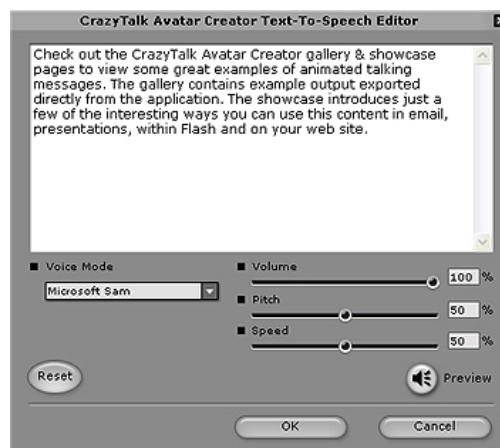 CrazyTalk Avatar Creator Text-To-Speech Editor
Check out the CrazyTalk Avatar Creator gallery & showcase
pages to view some great examples of animated talking
messages. The gallery contains example output exported
directly from the application. The showcase introduces just a
few of the interesting ways you can use this content in email,
presentations, within Flash and on your web site.
Voice Mode
Microsoft Sam
Volume
100 %
Pitch
50 %
Speed
50 %
Reset
Preview
OK
Cancel